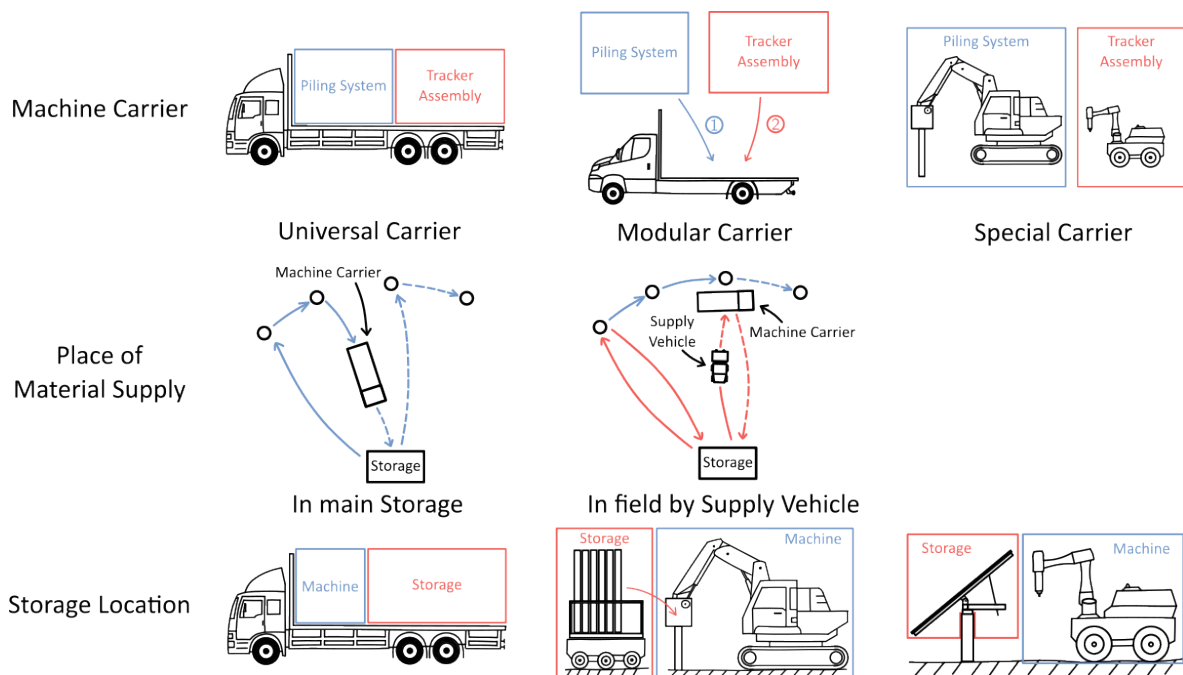 Machine Carrier
Piling System
Tracker
Assembly
Universal Carrier
Piling System
Tracker
Assembly
①
②
Modular Carrier
Piling System
Tracker
Assembly
Special Carrier
Place of
Material Supply
Machine Carrier
Storage
In main Storage
Supply
Vehicle
Machine Carrier
Storage
In field by Supply Vehicle
Storage Location
Machine
Storage
Storage
Machine
Storage
Machine